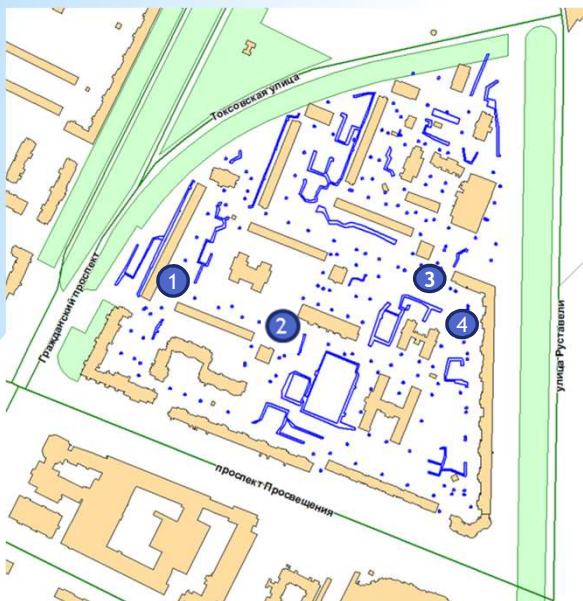 Токсовская улица
Гражданский проспект
улица Руставели
проспект Просвещения
1
2
3
4